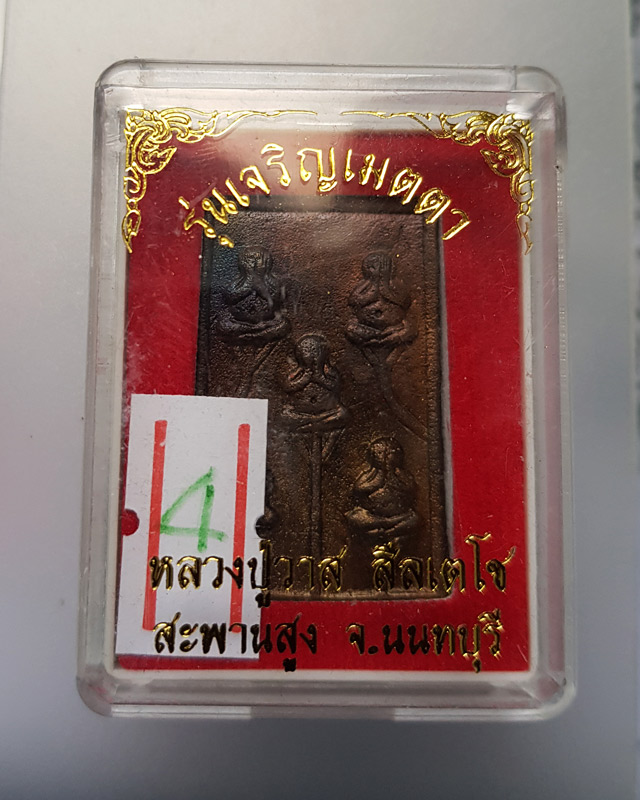 รุ่นเจริญเมตตา
4
หลวงปู่วาส สีลเตโช
สะพานสูง จ.นนทบุรี